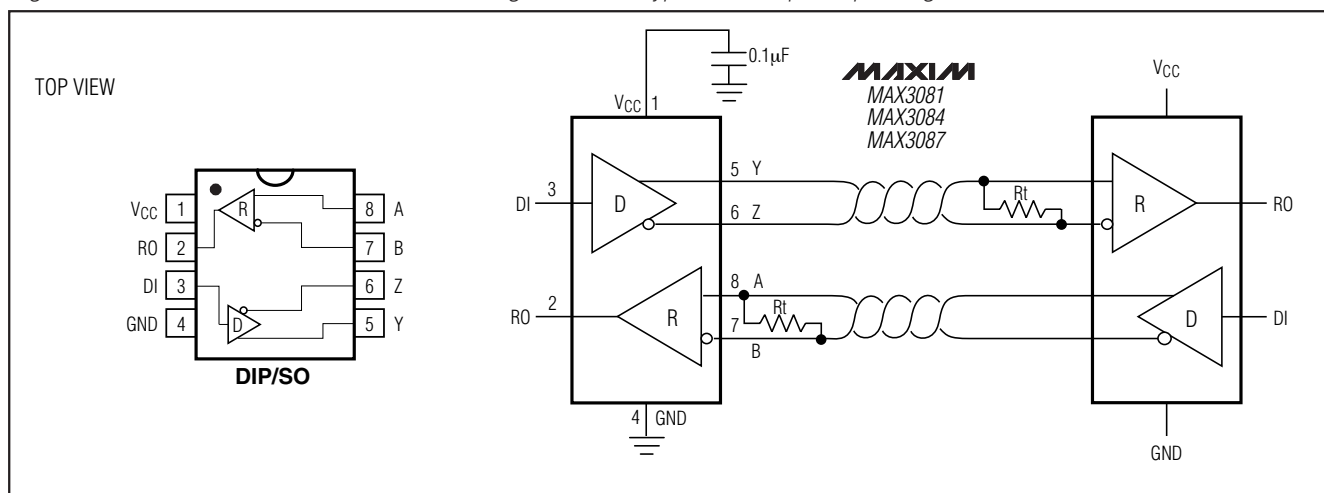 TOP VIEW
VCC 1
RO 2
DI 3
GND 4
8 A
7 B
6 Z
5 Y
R
D
DIP/SO
0.1μF
VCC 1
MAXIM
MAX3081
MAX3084
MAX3087
VCC
DI 3
D
5 Y
6 Z
Rt
R
RO
RO 2
R
8 A
7 B
Rt
D
DI
4 GND
GND